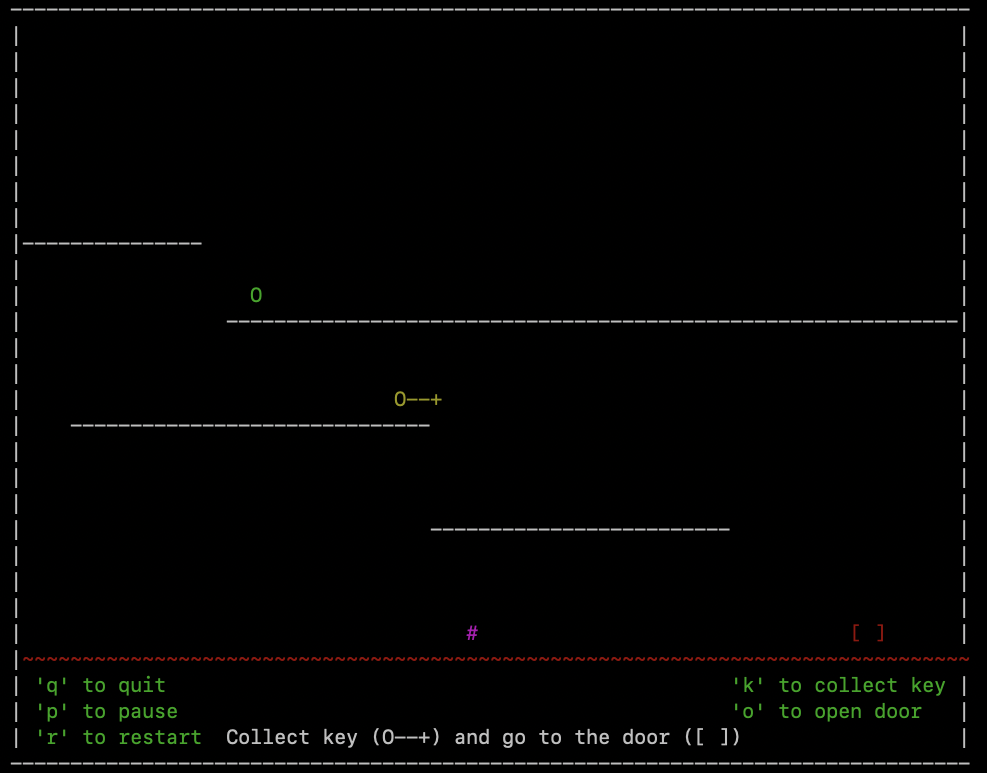 O
O--+
#
[ ]
'q' to quit
'k' to collect key
'p' to pause
'o' to open door
'r' to restart Collect key (O--+) and go to the door ([ ])